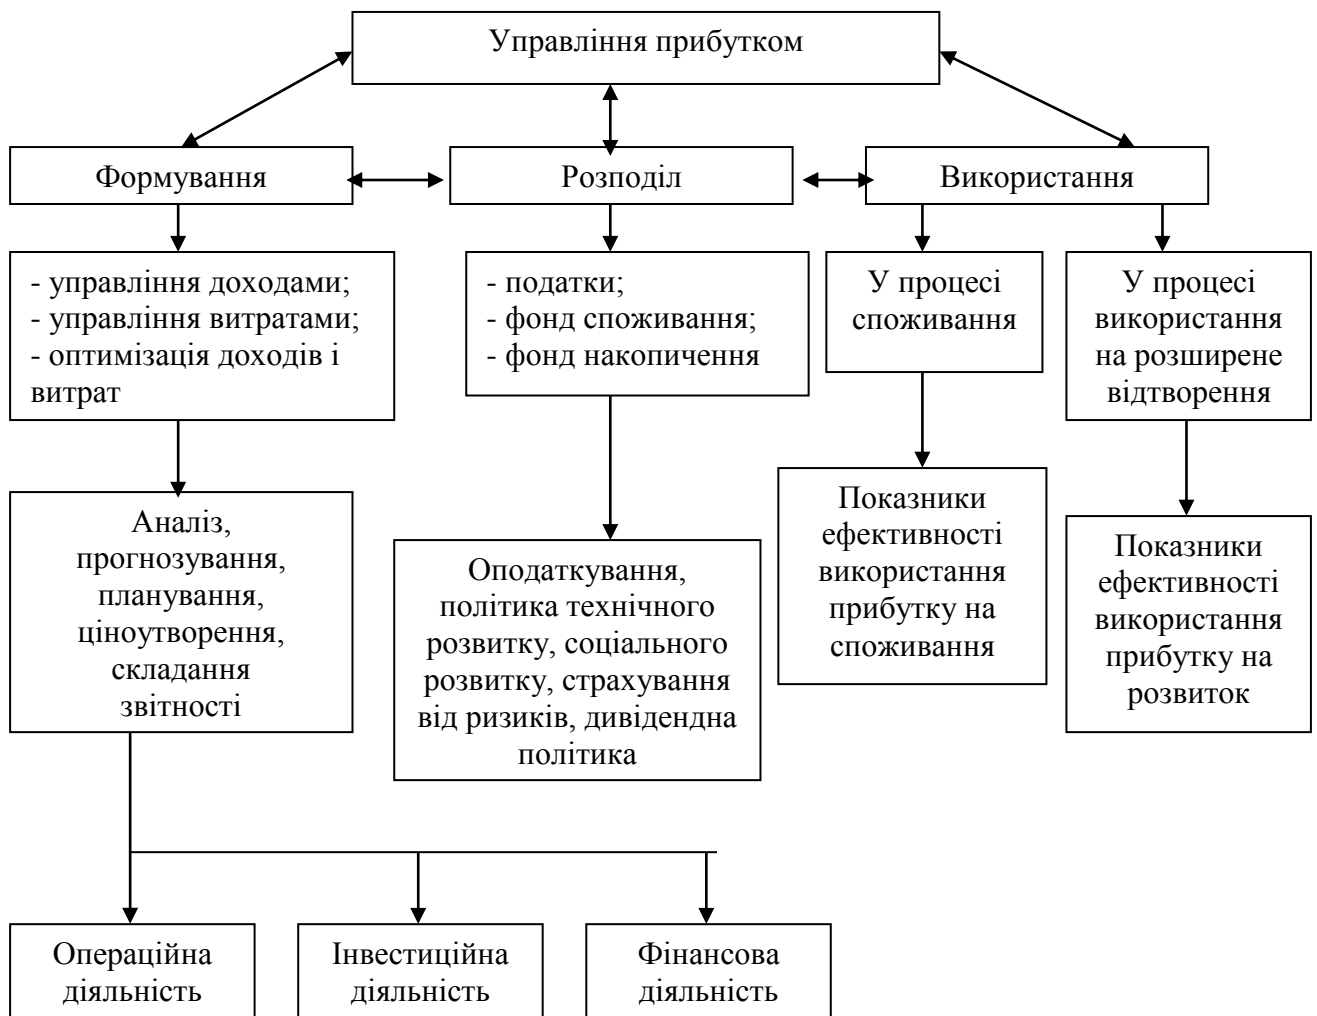 Управління прибутком
Формування
Розподіл
Використання
- управління доходами;
- управління витратами;
- оптимізація доходів і
витрат
- податки;
- фонд споживання;
- фонд накопичення
У процесі
споживання
У процесі
використання
на розширене
відтворення
Аналіз,
прогнозування,
планування,
ціноутворення,
складання
звітності
Оподаткування,
політика технічного
розвитку, соціального
розвитку, страхування
від ризиків, дивідендна
політика
Показники
ефективності
використання
прибутку на
споживання
Показники
ефективності
використання
прибутку на
розвиток
Операційна
діяльність
Інвестиційна
діяльність
Фінансова
діяльність